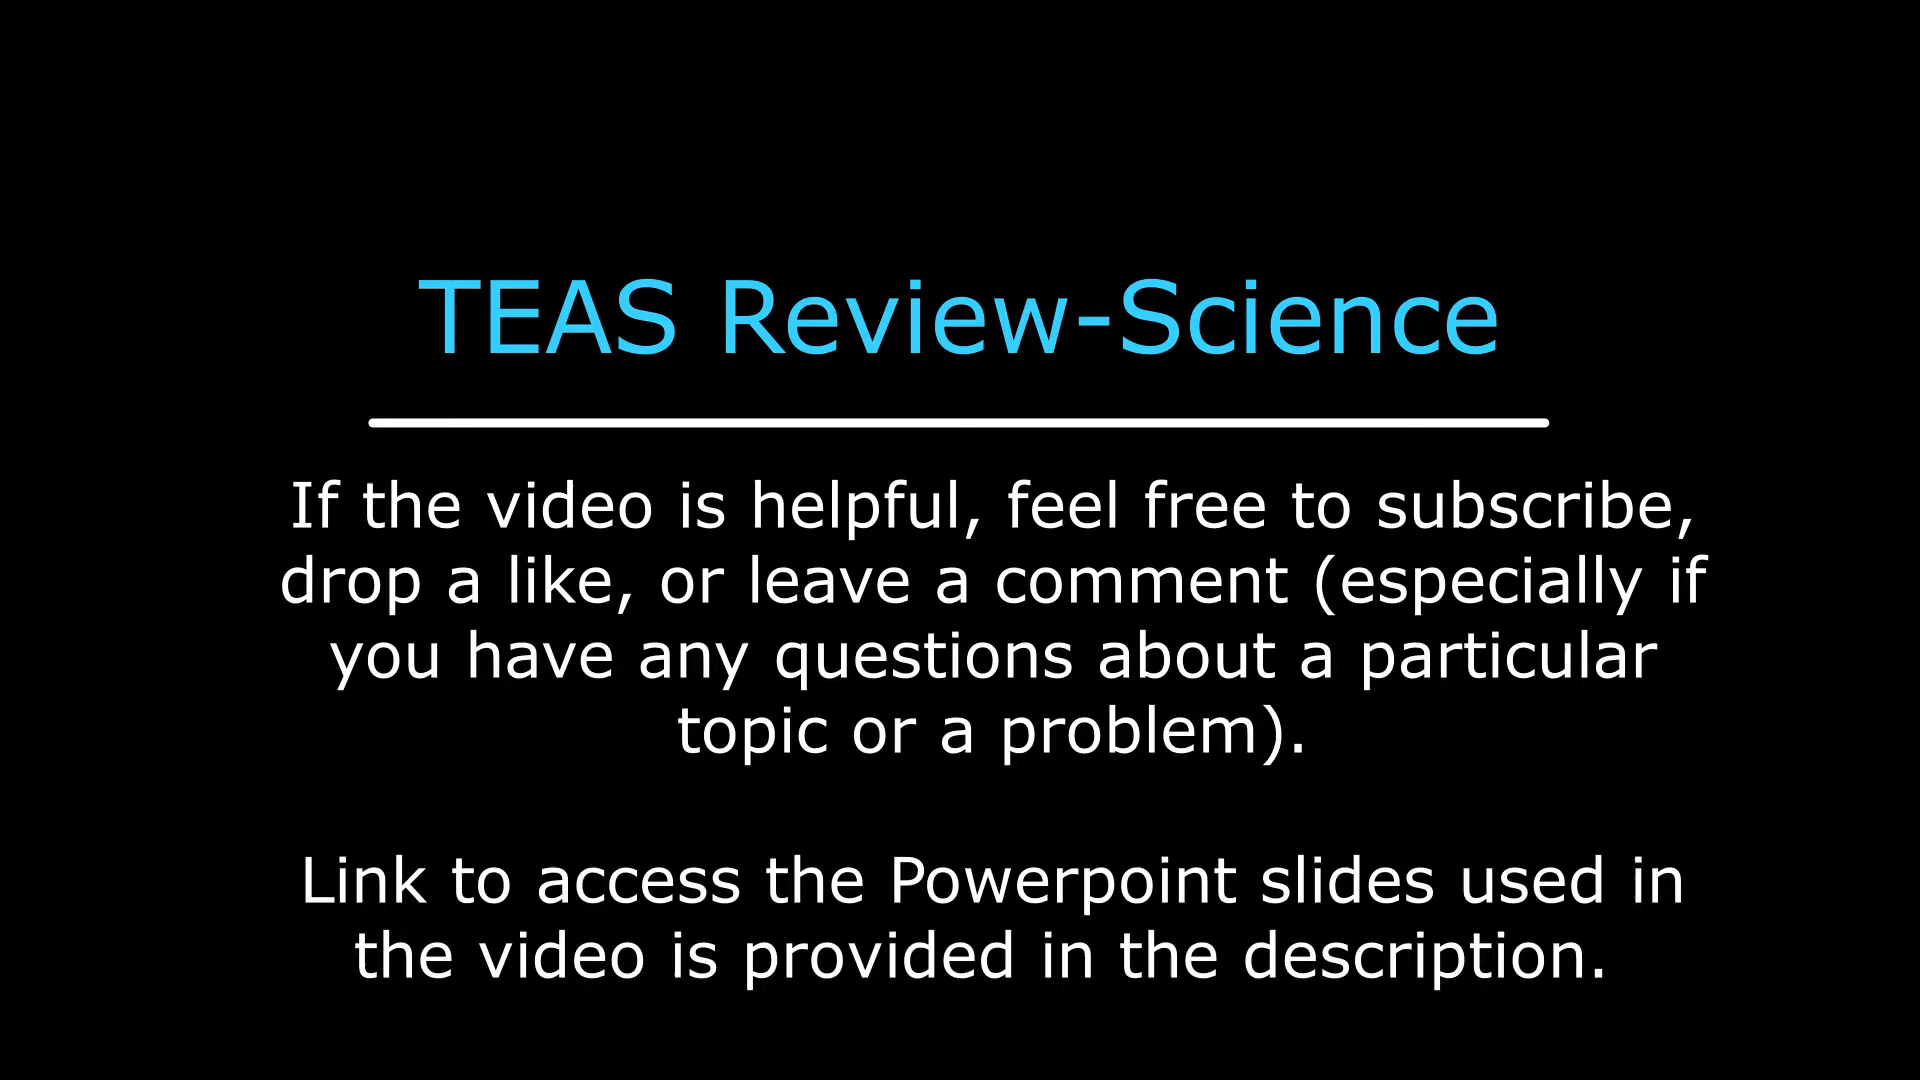 TEAS Review-Science
If the video is helpful, feel free to subscribe,
drop a like, or leave a comment (especially if
you have any questions about a particular
topic or a problem).
Link to access the Powerpoint slides used in
the video is provided in the description.